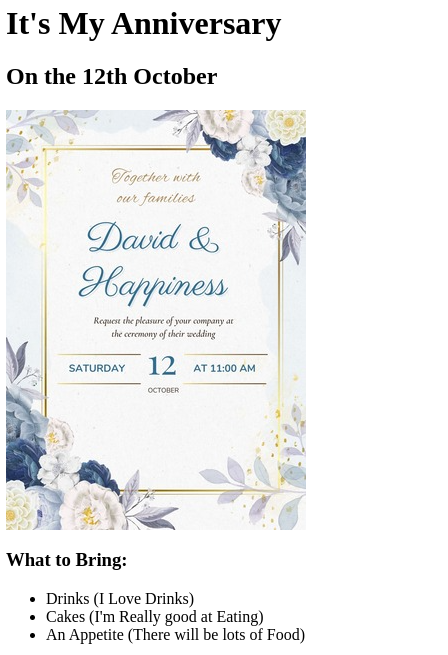 It's My Anniversary
On the 12th October
Together with
our families
David &
Happiness
Request the pleasure of your company at
the ceremony of their wedding
SATURDAY 12 AT 11:00 AM
OCTOBER
What to Bring:
Drinks (I Love Drinks)
Cakes (I'm Really good at Eating)
An Appetite (There will be lots of Food)